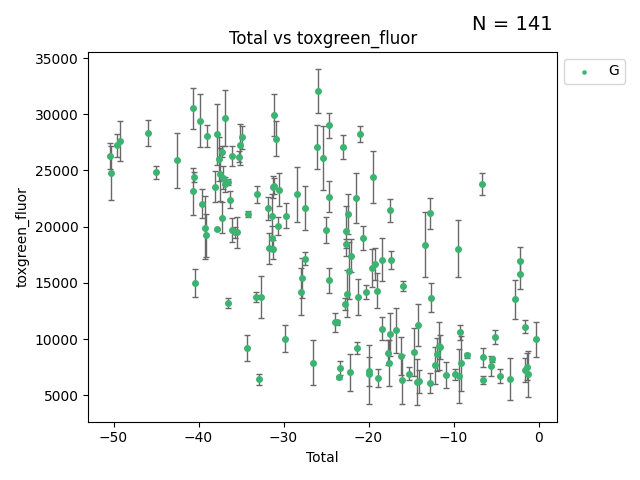 N = 141
Total vs toxgreen_fluor
G
toxgreen_fluor
35000
30000
25000
20000
15000
10000
5000
−50 −40 −30 −20 −10 0
Total